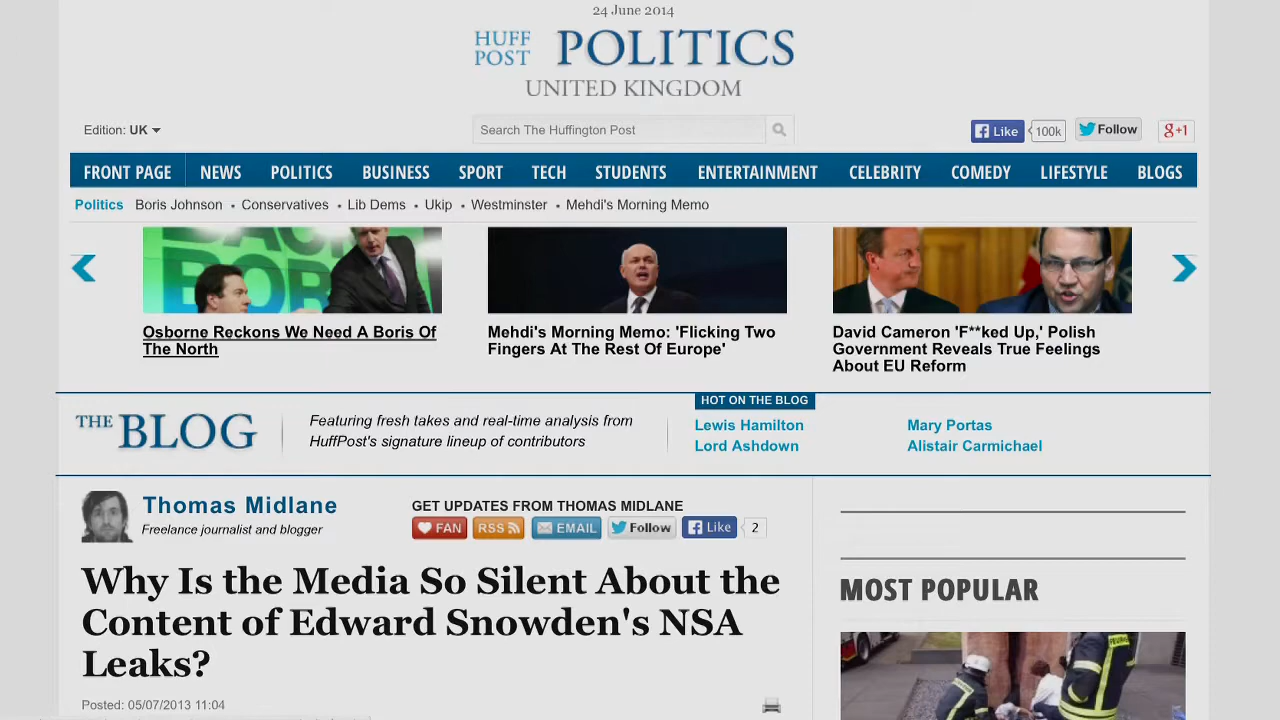 24 June 2014
HUFF
POST
POLITICS
UNITED KINGDOM
Edition: UK
Search The Huffington Post
Like
100k
Follow
g+1
FRONT PAGE NEWS POLITICS BUSINESS SPORT TECH STUDENTS ENTERTAINMENT CELEBRITY COMEDY LIFESTYLE BLOGS
Politics Boris Johnson • Conservatives • Lib Dems • Ukip • Westminster • Mehdi's Morning Memo
BACK
BORIS
Osborne Reckons We Need A Boris Of
The North
Mehdi's Morning Memo: 'Flicking Two
Fingers At The Rest Of Europe'
David Cameron 'F**ked Up,' Polish
Government Reveals True Feelings
About EU Reform
THE BLOG
Featuring fresh takes and real-time analysis from
HuffPost's signature lineup of contributors
HOT ON THE BLOG
Lewis Hamilton
Lord Ashdown
Mary Portas
Alistair Carmichael
Thomas Midlane
Freelance journalist and blogger
GET UPDATES FROM THOMAS MIDLANE
FAN RSS EMAIL Follow Like 2
Why Is the Media So Silent About the
Content of Edward Snowden's NSA
Leaks?
Posted: 05/07/2013 11:04
MOST POPULAR